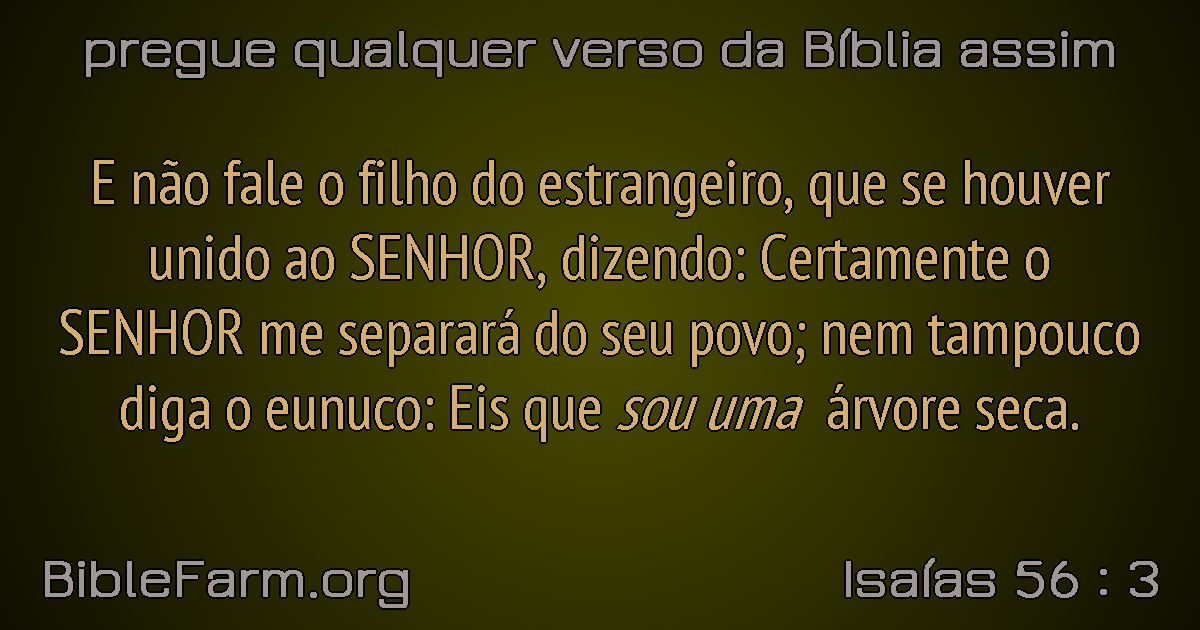 pregue qualquer verso da Bíblia assim
E não fale o filho do estrangeiro, que se houver
unido ao SENHOR, dizendo: Certamente o
SENHOR me separará do seu povo; nem tampouco
diga o eunuco: Eis que sou uma árvore seca.
BibleFarm.org
Isaías 56 : 3